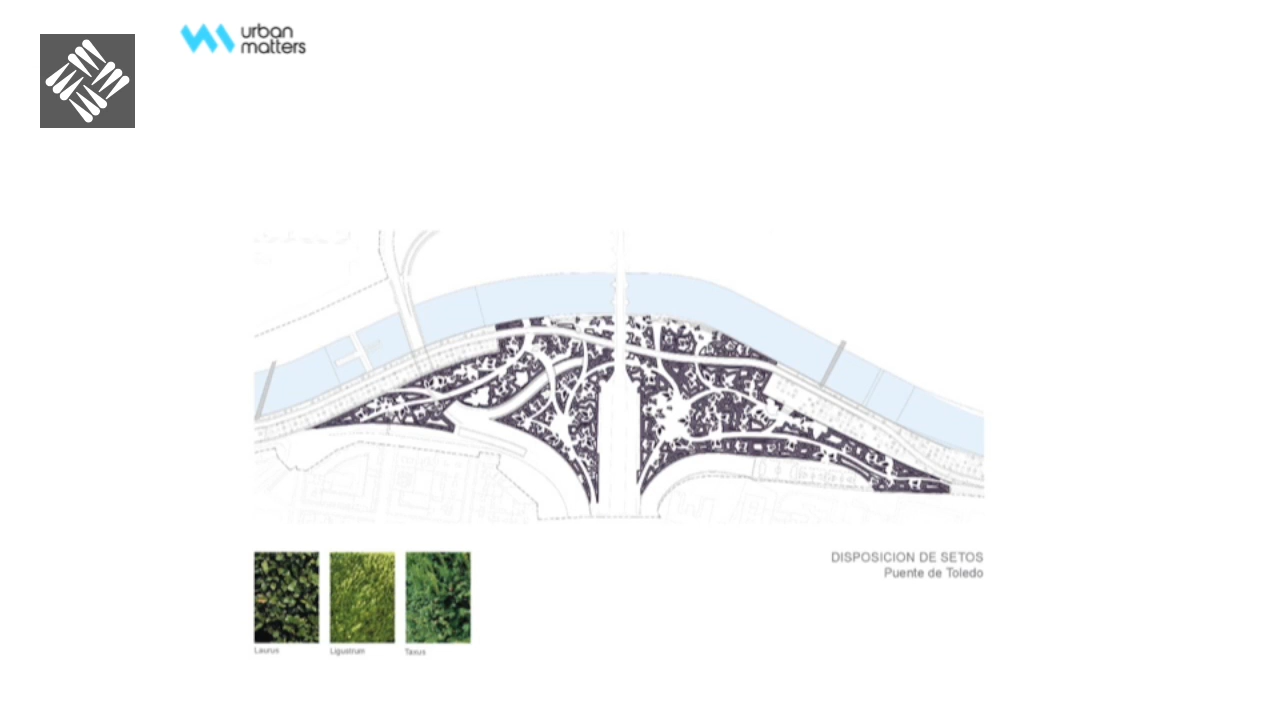 urban
matters
DISPOSICION DE SETOS
Puente de Toledo
Laurus
Ligustrum
Taxus